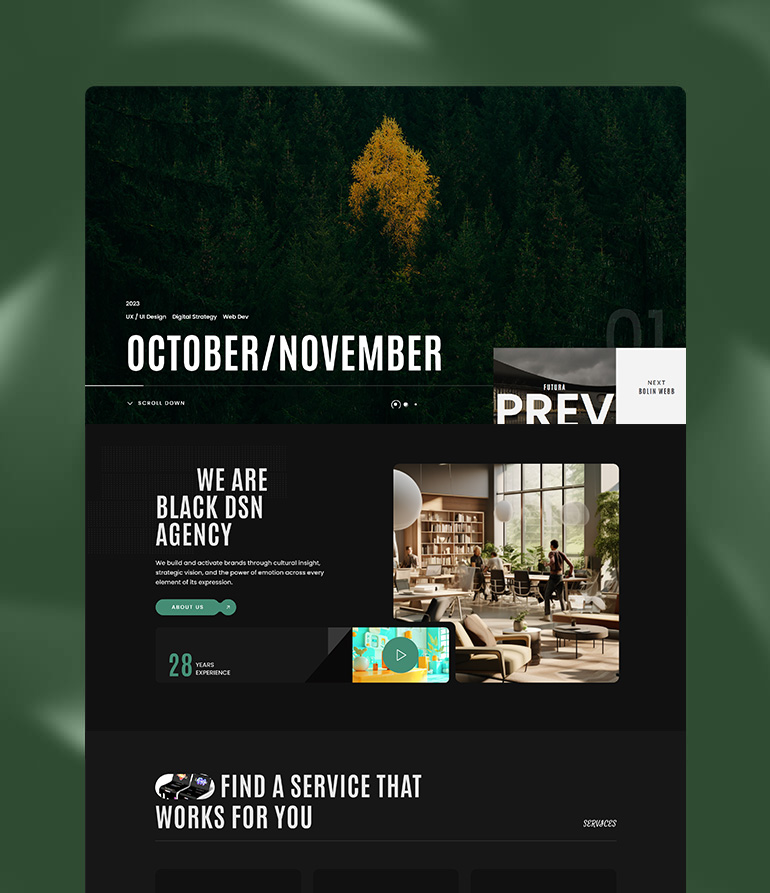 2023
UX / UI Design Digital Strategy Web Dev
01
OCTOBER/NOVEMBER
FUTURA
PREV
NEXT
BOLIN WEBB
SCROLL DOWN
WE ARE
BLACK DSN
AGENCY
We build and activate brands through cultural insight,
strategic vision, and the power of emotion across every
element of its expression.
ABOUT US
28 YEARS
EXPERIENCE
FIND A SERVICE THAT
WORKS FOR YOU
SERVICES